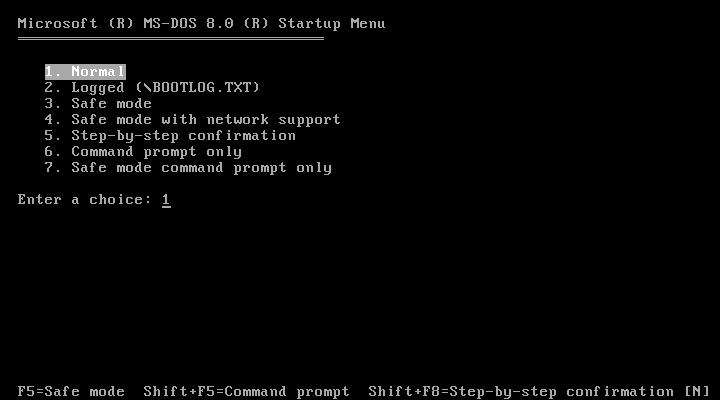 Microsoft (R) MS-DOS 8.0 (R) Startup Menu
1. Normal
2. Logged (\BOOTLOG.TXT)
3. Safe mode
4. Safe mode with network support
5. Step-by-step confirmation
6. Command prompt only
7. Safe mode command prompt only
Enter a choice: 1
F5=Safe mode  Shift+F5=Command prompt  Shift+F8=Step-by-step confirmation [N]